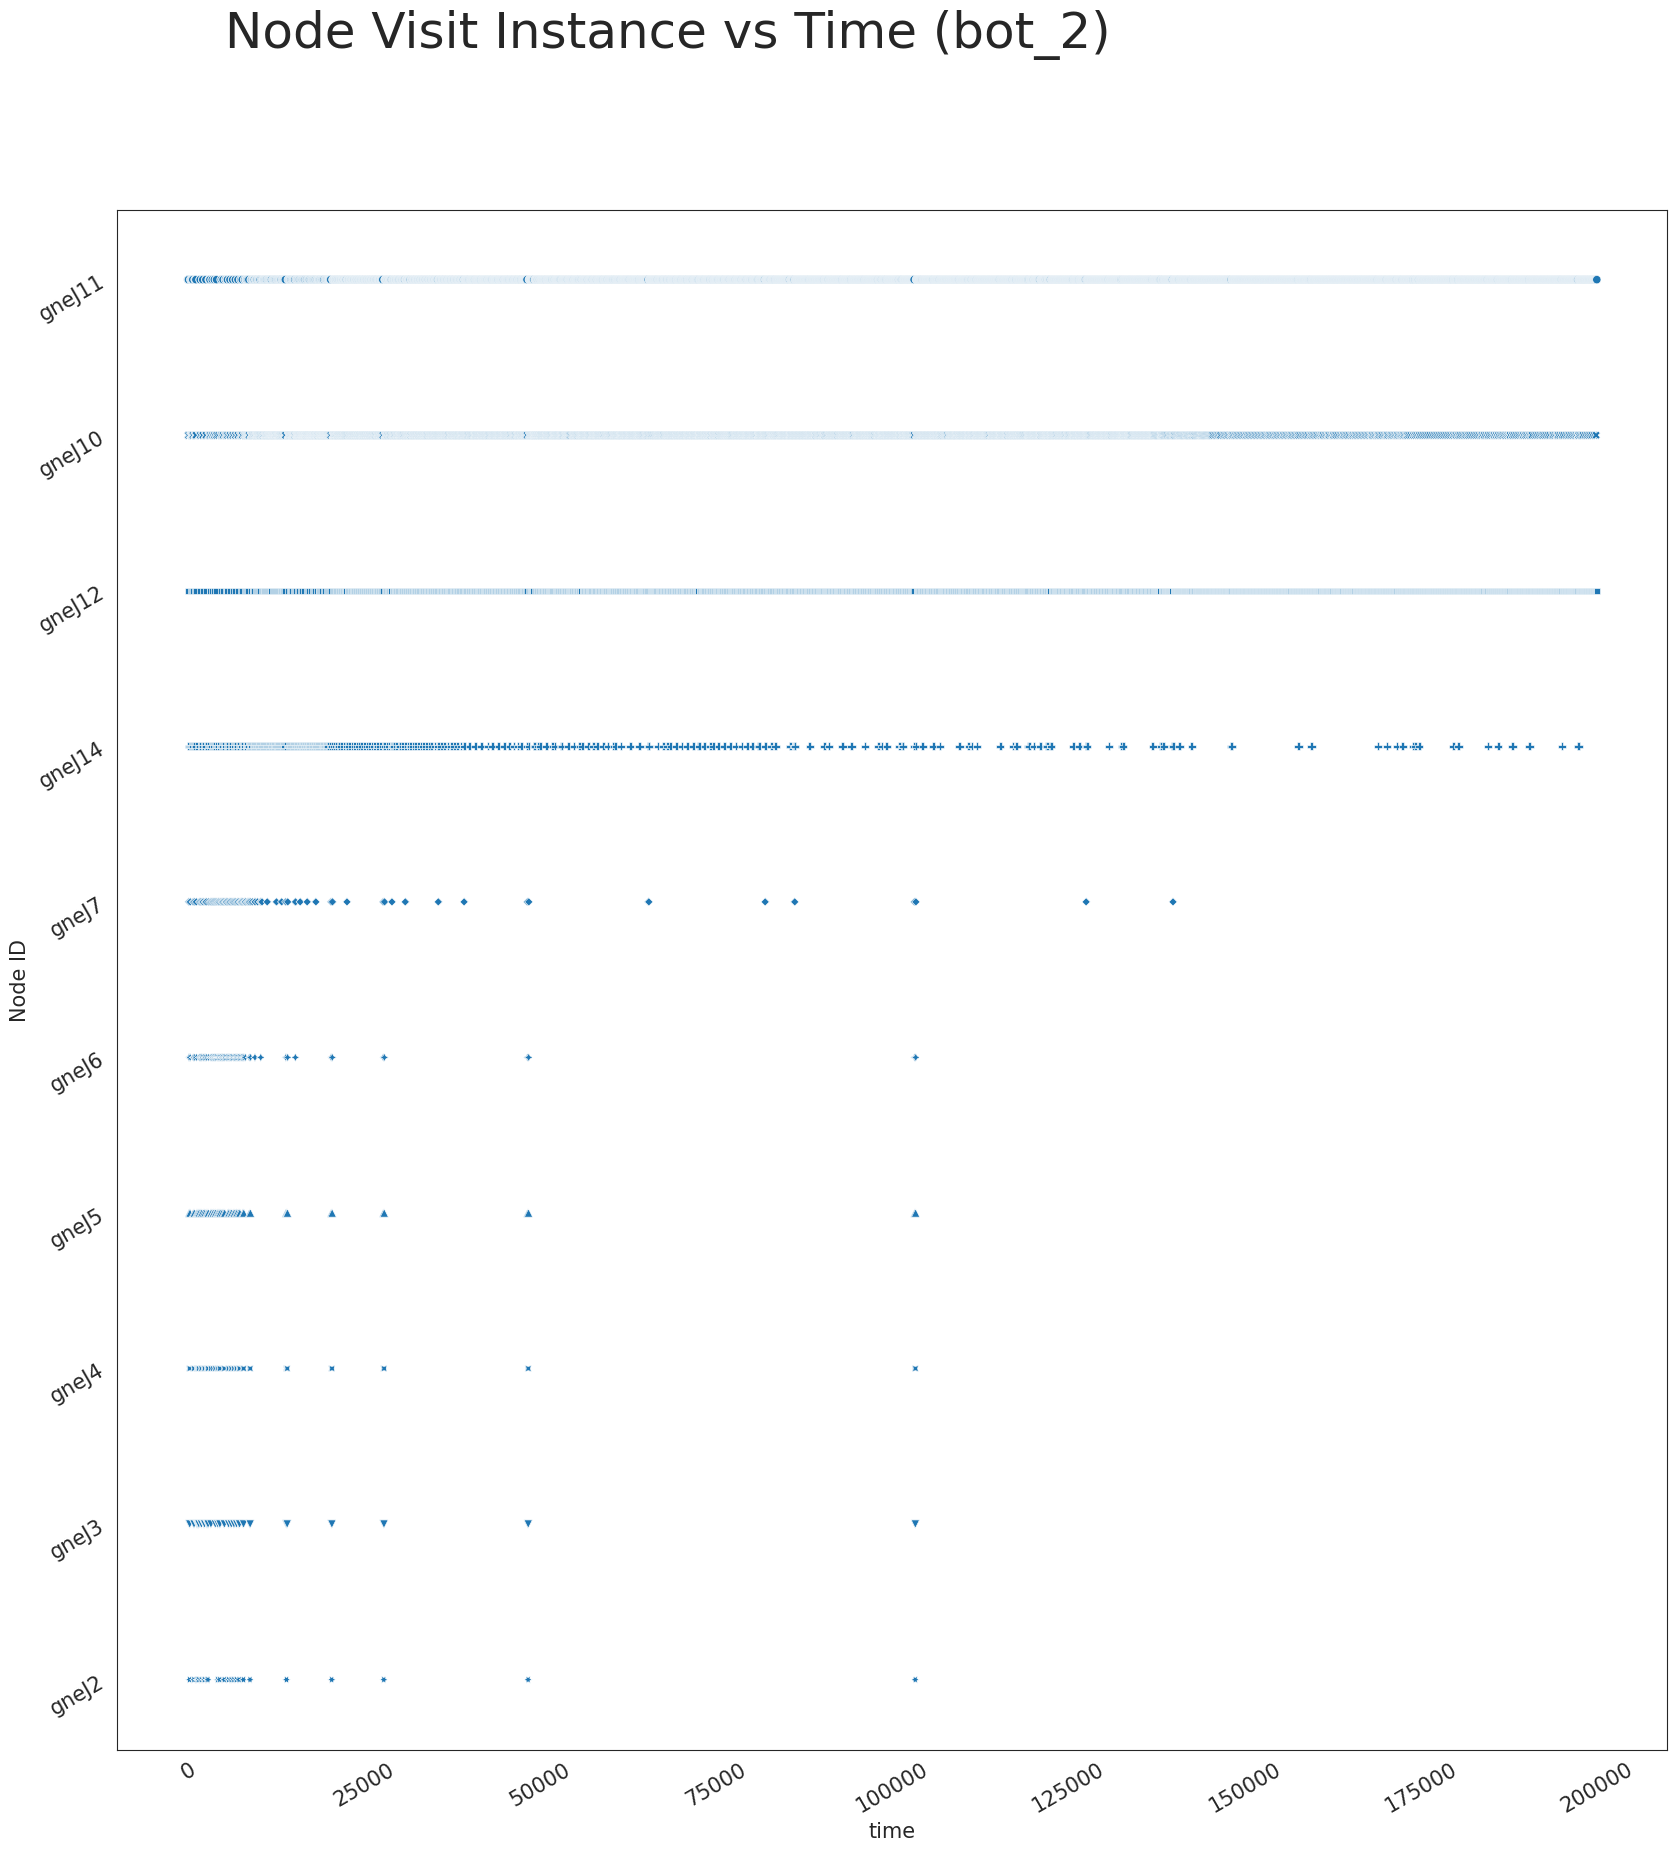 Node Visit Instance vs Time (bot_2)
gneJ11
gneJ10
gneJ12
gneJ14
gneJ7
gneJ6
gneJ5
gneJ4
gneJ3
gneJ2
Node ID
0
25000
50000
75000
100000
125000
150000
175000
200000
time